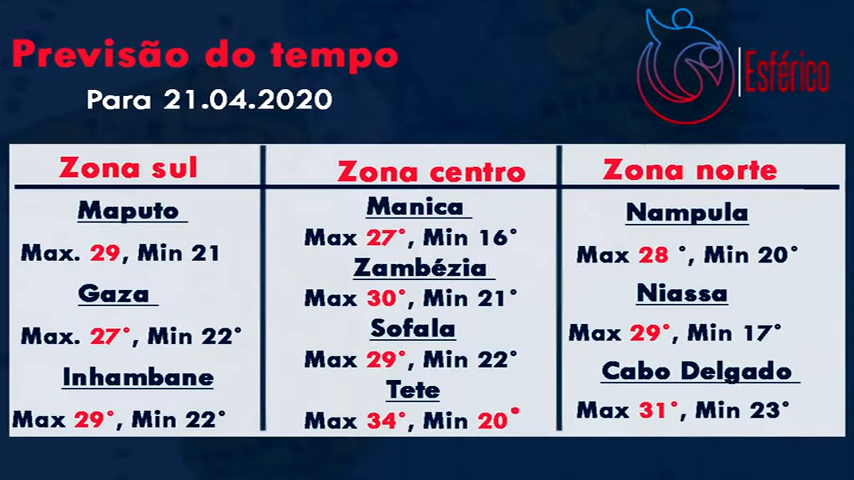 Previsão do tempo
Para 21.04.2020
Esférico
Zona sul
Maputo
Max. 29, Min 21
Gaza
Max. 27°, Min 22°
Inhambane
Max 29°, Min 22°
Zona centro
Manica
Max 27°, Min 16°
Zambézia
Max 30°, Min 21°
Sofala
Max 29°, Min 22°
Tete
Max 34°, Min 20°
Zona norte
Nampula
Max 28 °, Min 20°
Niassa
Max 29°, Min 17°
Cabo Delgado
Max 31°, Min 23°